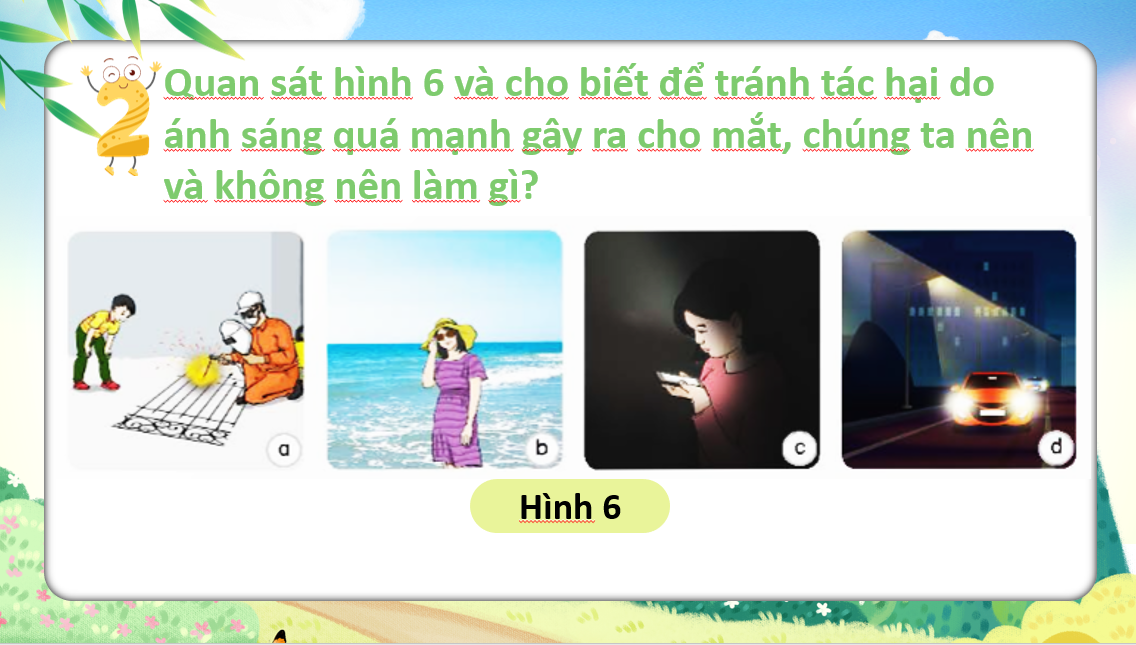 2
Quan sát hình 6 và cho biết để tránh tác hại do
ánh sáng quá mạnh gây ra cho mắt, chúng ta nên
và không nên làm gì?
a
b
c
d
Hình 6